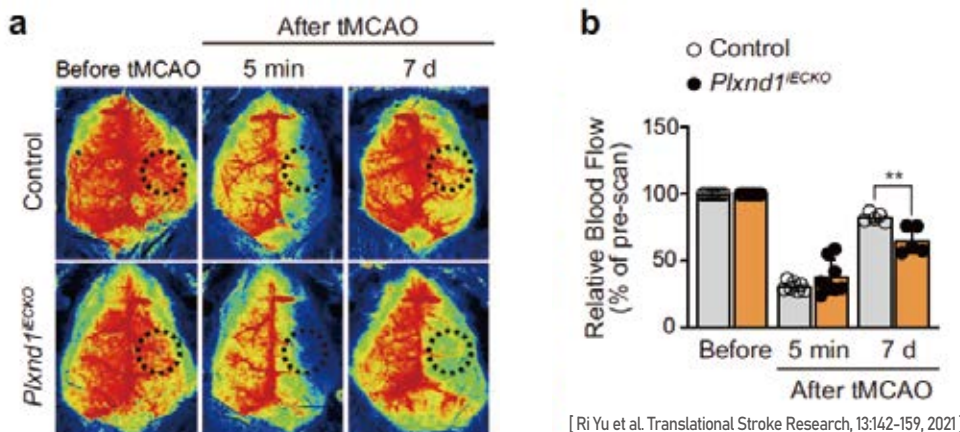 a
After tMCAO
Before tMCAO 5 min 7 d
Control
Plxnd1iECKO
b
Control
Plxnd1iECKO
Relative Blood Flow
(% of pre-scan)
150
100
50
0
**
Before 5 min 7 d
After tMCAO
[ Ri Yu et al. Translational Stroke Research, 13:142-159, 2021 ]